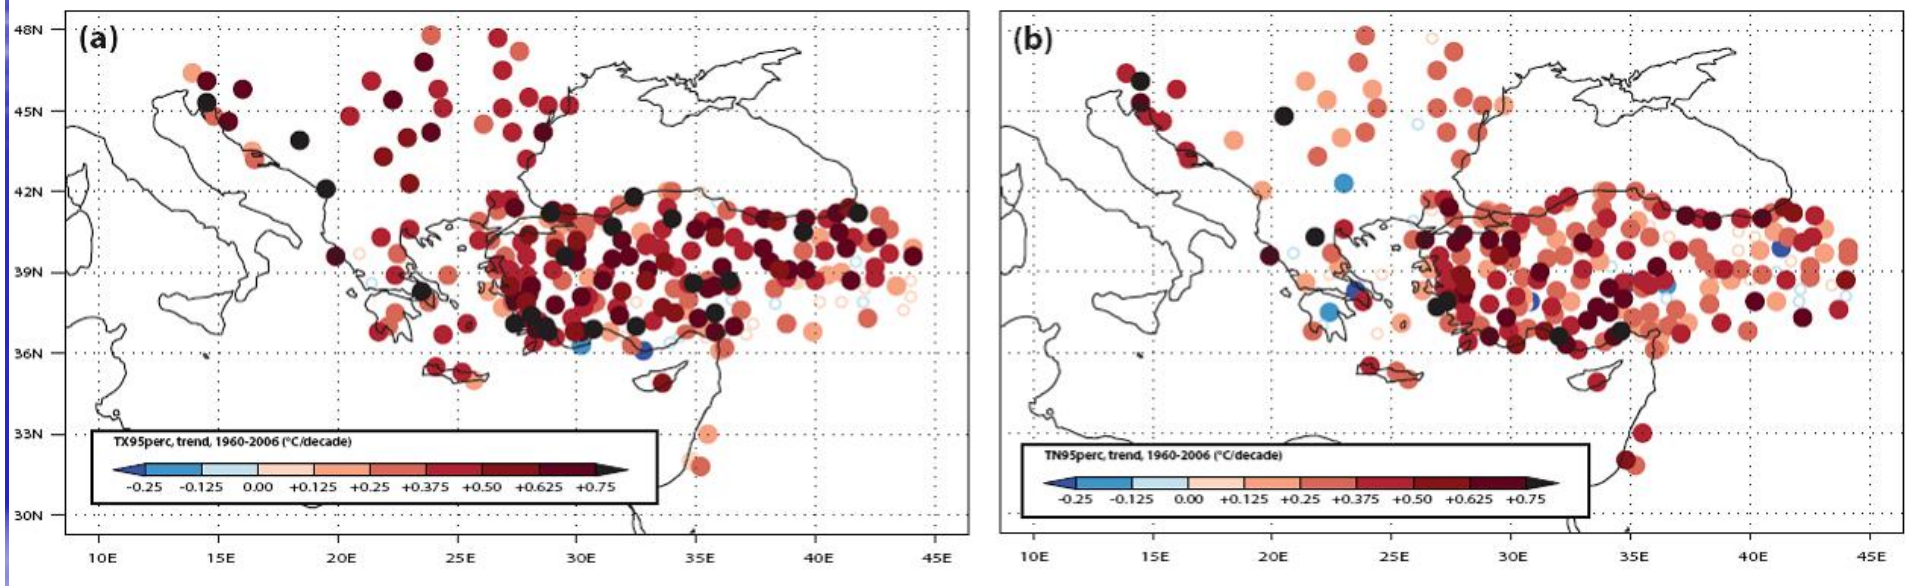 (a)
48N
45N
42N
39N
36N
33N
30N
TX95perc, trend, 1960-2006 (°C/decade)
-0.25 -0.125 0.00 +0.125 +0.25 +0.375 +0.50 +0.625 +0.75
10E 15E 20E 25E 30E 35E 40E 45E
(b)
TN95perc, trend, 1960-2006 (°C/decade)
-0.25 -0.125 0.00 +0.125 +0.25 +0.375 +0.50 +0.625 +0.75
10E 15E 20E 25E 30E 35E 40E 45E